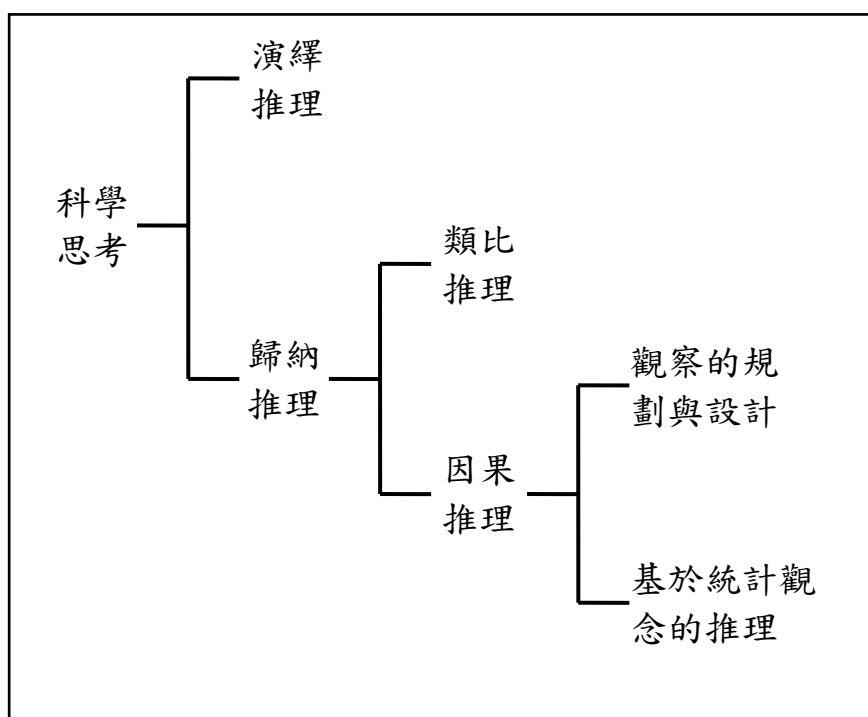 演繹
推理
科學
思考
類比
推理
歸納
推理
觀察的規
劃與設計
因果
推理
基於統計觀
念的推理